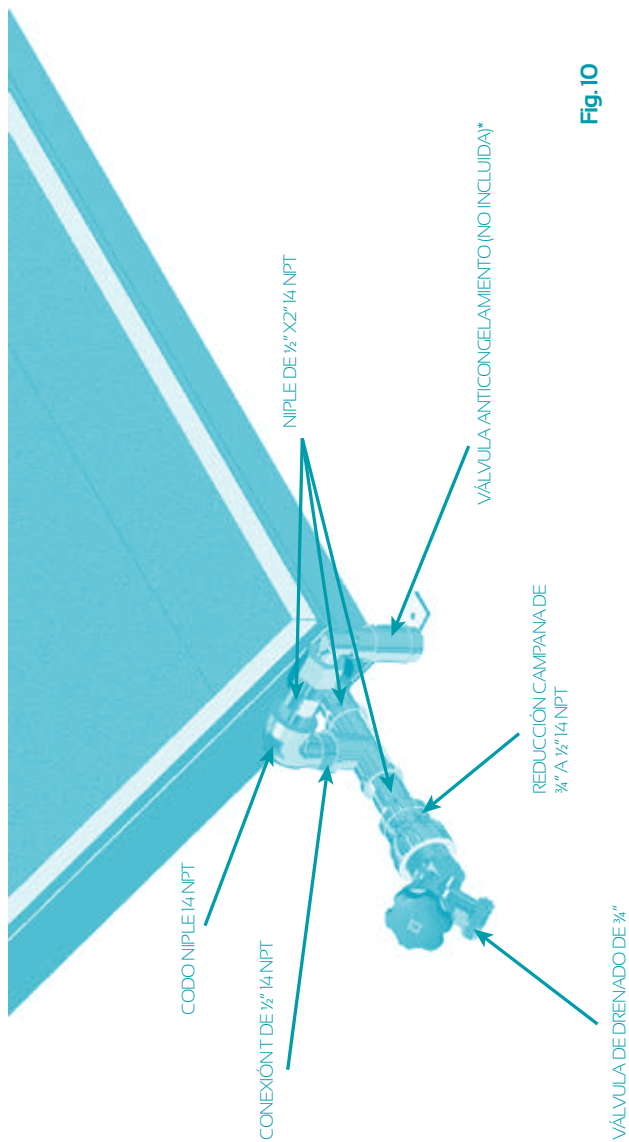 CODO NIPLE 14 NPT
CONEXIÓN T DE ½" 14 NPT
VÁLVULA DE DRENADO DE ¾"
NIPLE DE ½" X2" 14 NPT
REDUCCIÓN CAMPANA DE
¾" A ½" 14 NPT
VÁLVULA ANTICONGELAMIENTO (NO INCLUIDA)*
Fig. 10